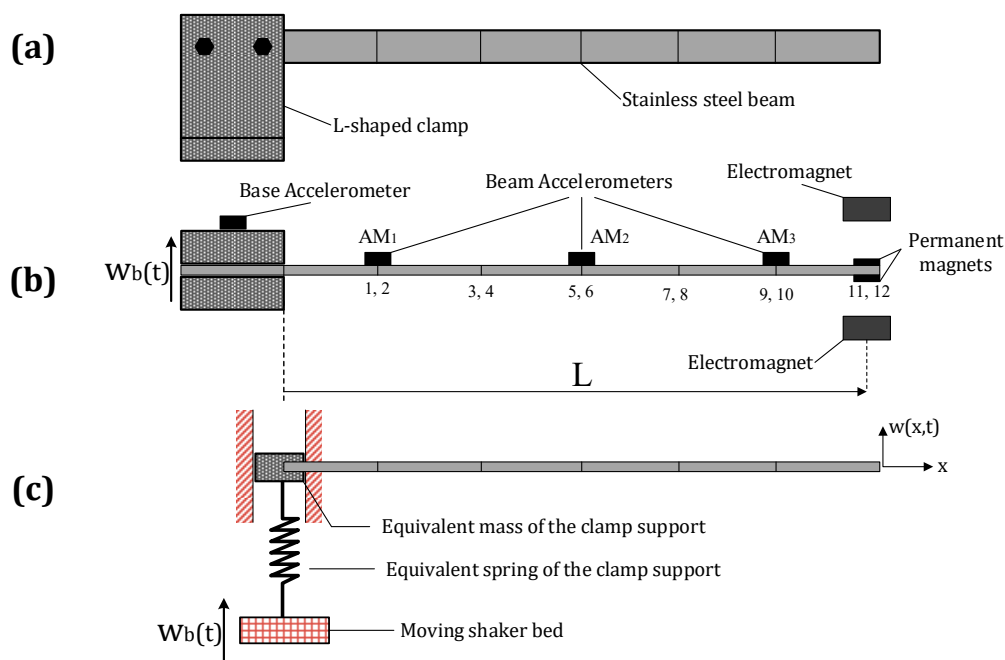 (a)
Stainless steel beam
L-shaped clamp
Electromagnet
Base Accelerometer
Beam Accelerometers
AM1
AM2
AM3
Permanent
magnets
Wb(t)
(b)
1, 2
3, 4
5, 6
7, 8
9, 10
11, 12
Electromagnet
L
w(x,t)
x
(c)
Equivalent mass of the clamp support
Equivalent spring of the clamp support
Wb(t)
Moving shaker bed